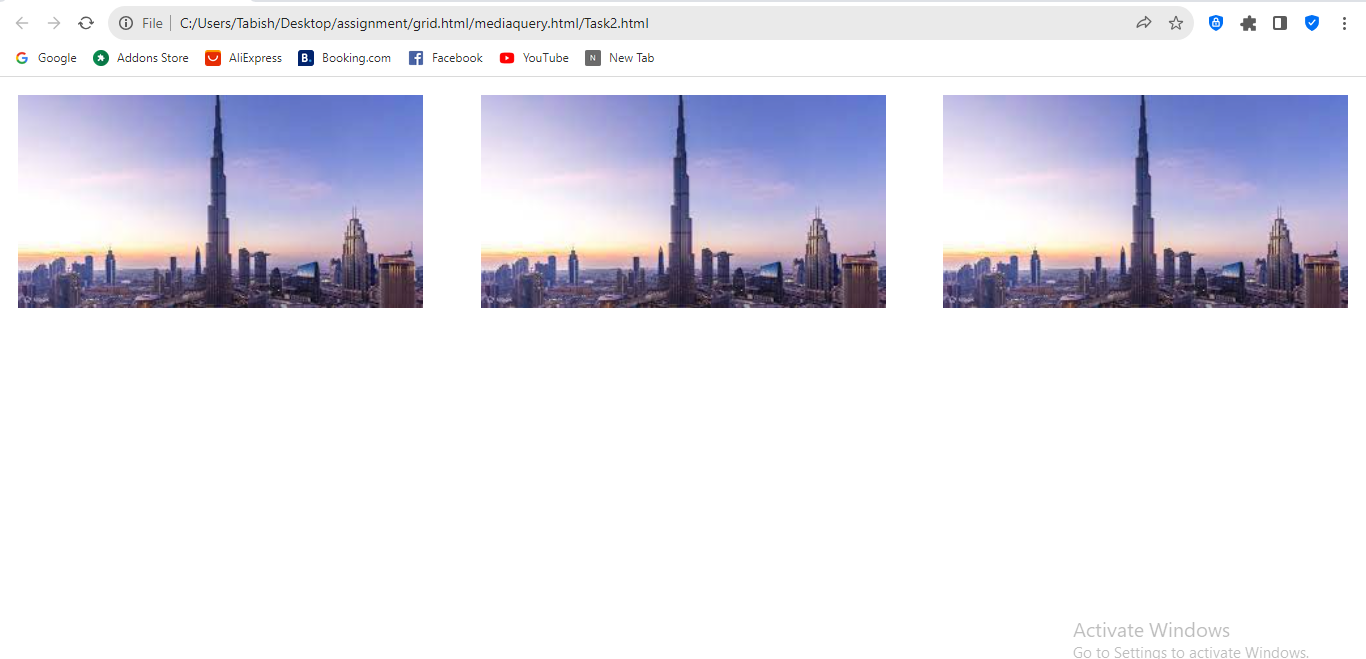 File C:/Users/Tabish/Desktop/assignment/grid.html/mediaquery.html/Task2.html
Google Addons Store AliExpress B. Booking.com Facebook YouTube N New Tab
Activate Windows
Go to Settings to activate Windows.